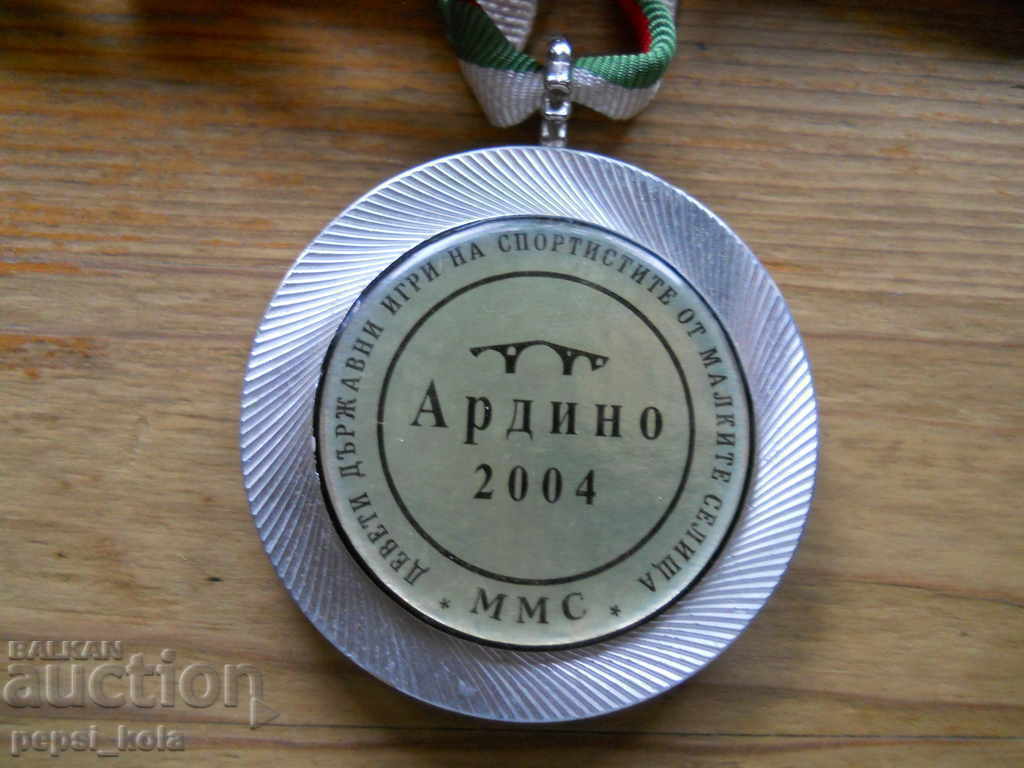 ДЕВЕТИ ДЪРЖАВНИ ИГРИ НА СПОРТИСТИТЕ ОТ МАЛКИТЕ СЕЛИЩА
Ардино
2004
* ММС *
BALKAN
auction
pepsi_kola